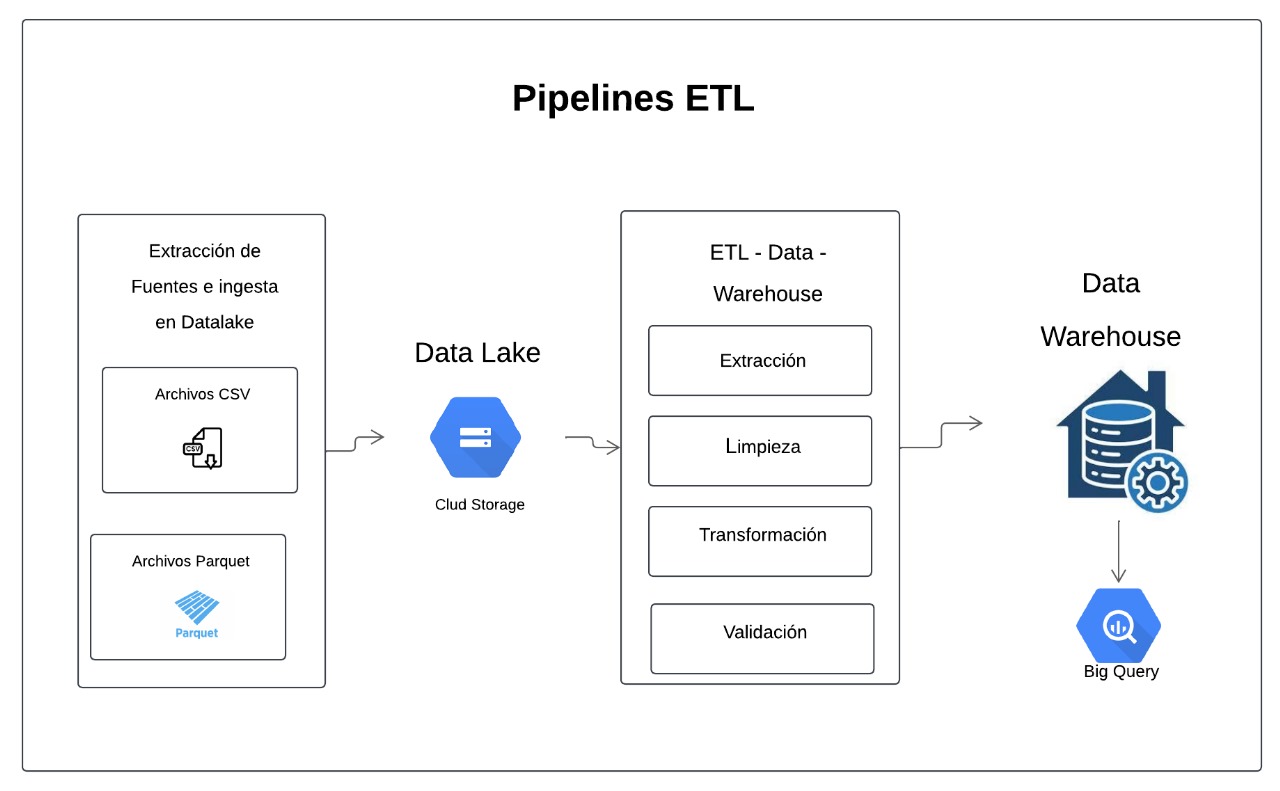 Pipelines ETL
Extracción de
Fuentes e ingesta
en Datalake
Archivos CSV
CSV
Archivos Parquet
Parquet
Data Lake
Clud Storage
ETL - Data -
Warehouse
Extracción
Limpieza
Transformación
Validación
Data
Warehouse
Big Query